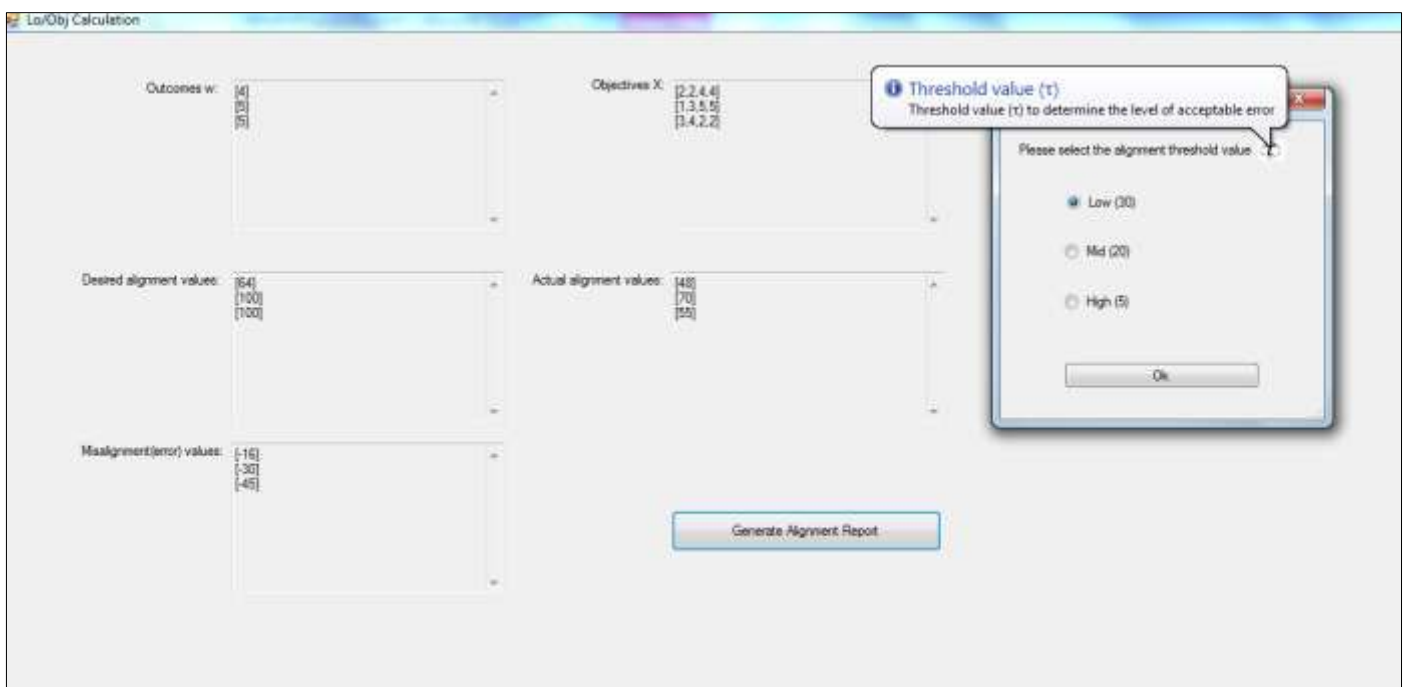 Lo/Obj Calculation
Outcomes w:
[4]
[5]
[5]
Objectives X:
[2,2,4,4]
[1,3,5,5]
[3,4,2,2]
Threshold value (τ)
Threshold value (τ) to determine the level of acceptable error
Please select the alignment threshold value
Low (30)
Mid (20)
High (5)
Ok
Desired alignment values:
[64]
[100]
[100]
Actual alignment values:
[48]
[70]
[55]
Misalignment(error) values:
[-16]
[-30]
[-45]
Generate Alignment Report